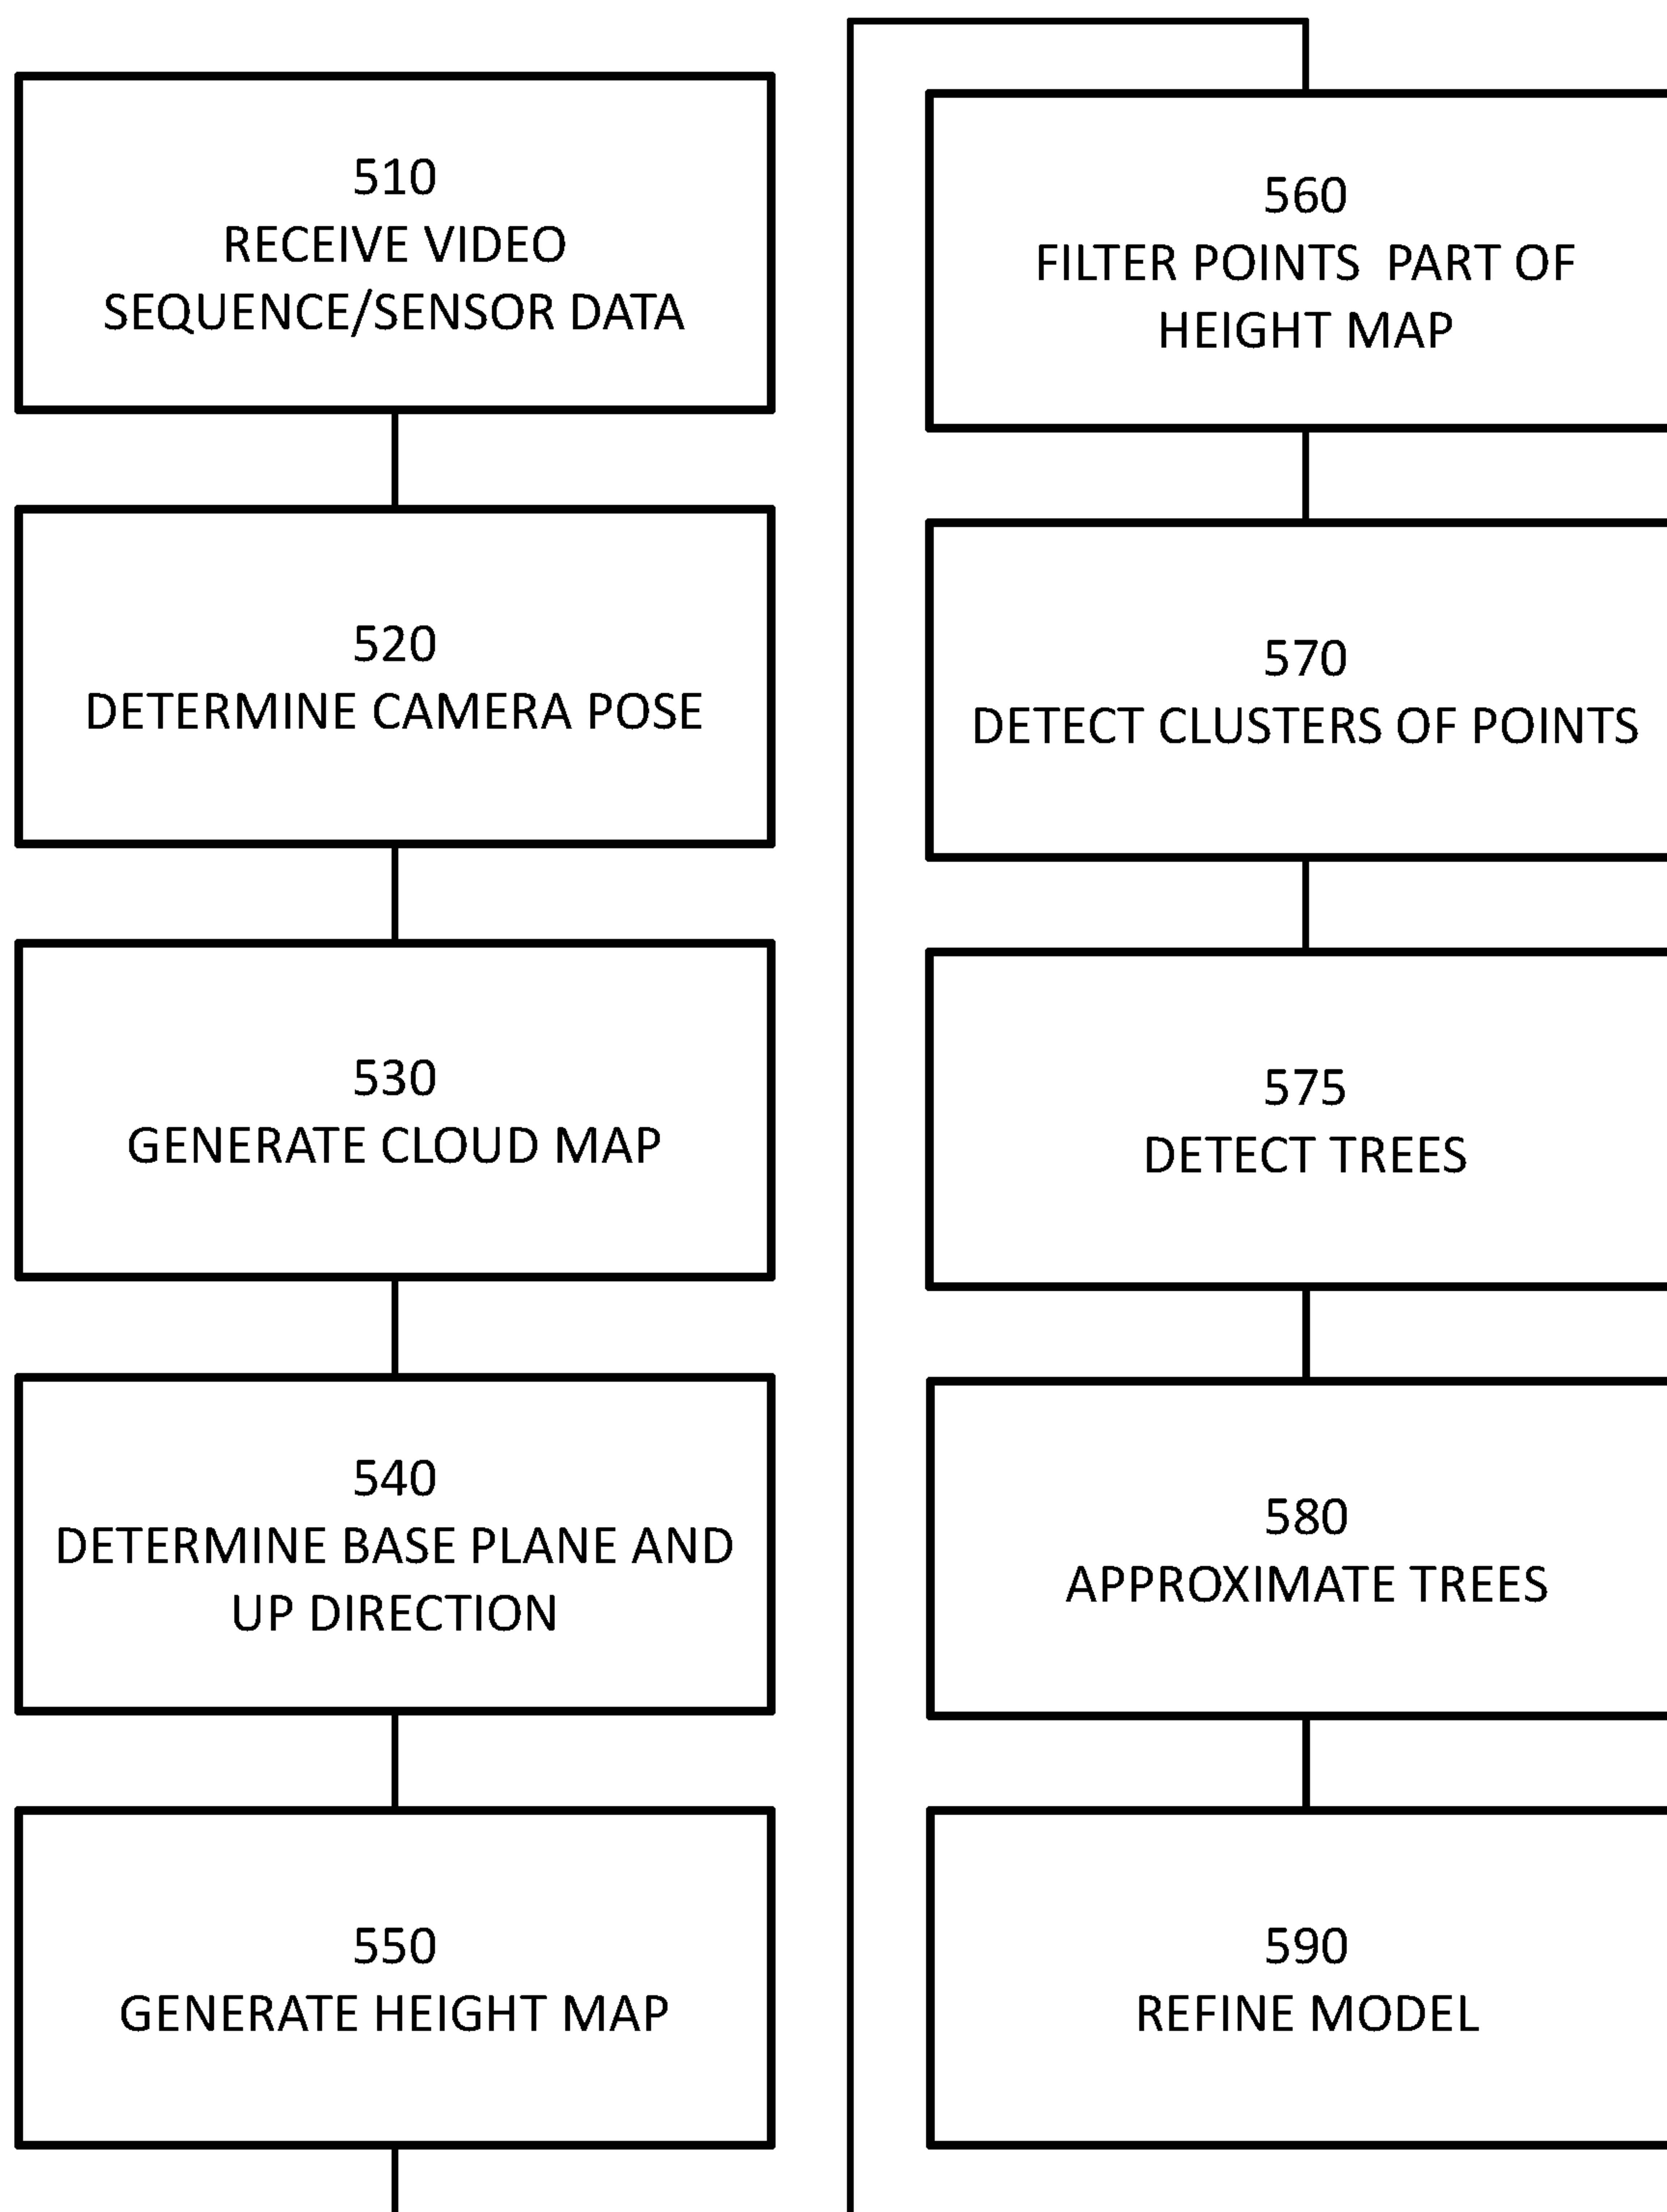 510
RECEIVE VIDEO
SEQUENCE/SENSOR DATA
520
DETERMINE CAMERA POSE
530
GENERATE CLOUD MAP
540
DETERMINE BASE PLANE AND
UP DIRECTION
550
GENERATE HEIGHT MAP
560
FILTER POINTS  PART OF
HEIGHT MAP
570
DETECT CLUSTERS OF POINTS
575
DETECT TREES
580
APPROXIMATE TREES
590
REFINE MODEL